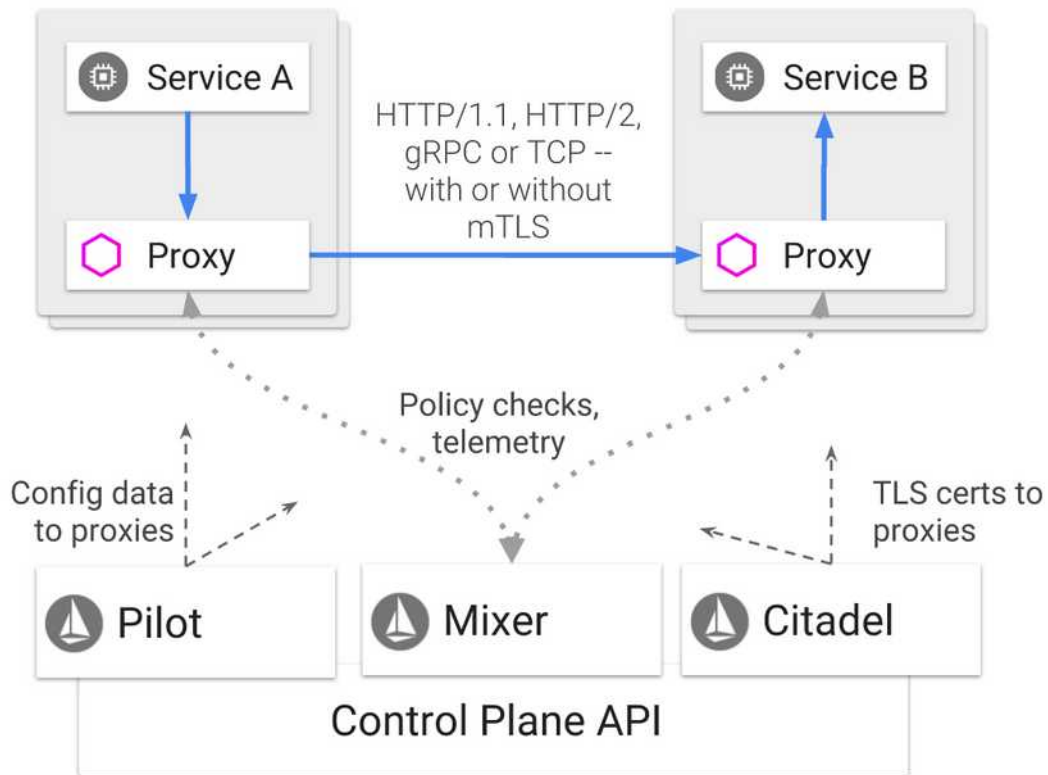 Service A
Service B
HTTP/1.1, HTTP/2,
gRPC or TCP --
with or without
mTLS
Proxy
Proxy
Policy checks,
telemetry
Config data
to proxies
TLS certs to
proxies
Pilot
Mixer
Citadel
Control Plane API